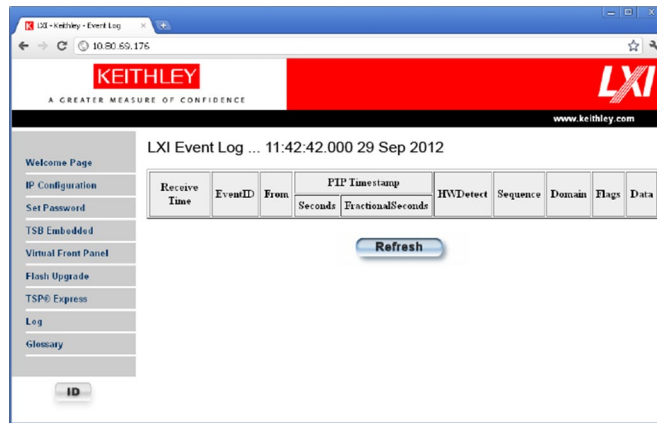 LXI - Keithley - Event Log
10.80.69.176
KEITHLEY
A GREATER MEASURE OF CONFIDENCE
LXI
www.keithley.com
LXI Event Log ... 11:42:42.000 29 Sep 2012
Welcome Page
IP Configuration
Set Password
TSB Embedded
Virtual Front Panel
Flash Upgrade
TSP® Express
Log
Glossary
ID
Receive Time
EventID
From
PTP Timestamp
Seconds
FractionalSeconds
HWDetect
Sequence
Domain
Flags
Data
Refresh